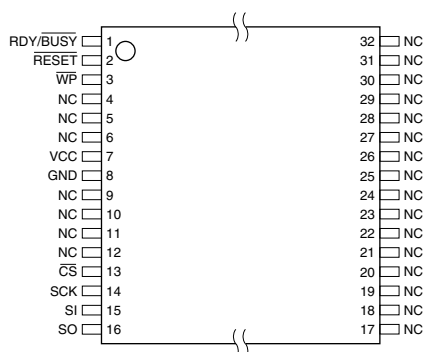 RDY/BUSY 1 32 NC
RESET 2 31 NC
WP 3 30 NC
NC 4 29 NC
NC 5 28 NC
NC 6 27 NC
VCC 7 26 NC
GND 8 25 NC
NC 9 24 NC
NC 10 23 NC
NC 11 22 NC
NC 12 21 NC
CS 13 20 NC
SCK 14 19 NC
SI 15 18 NC
SO 16 17 NC